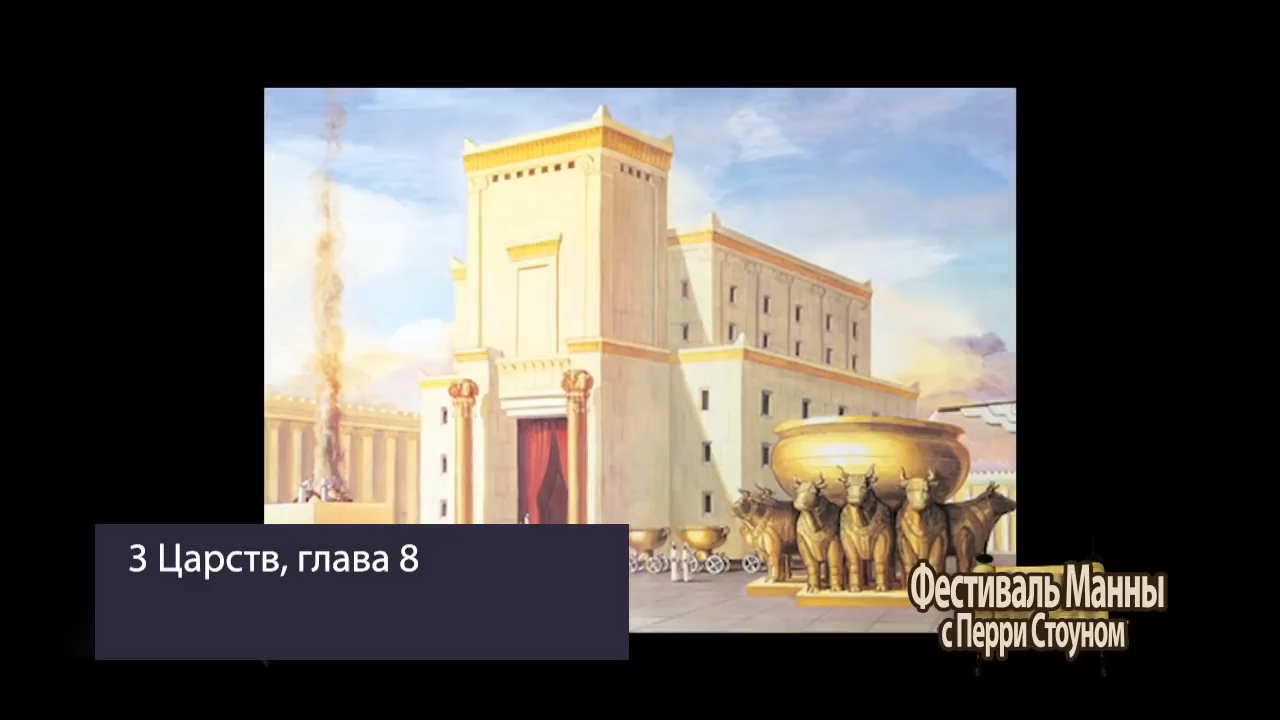 3 Царств, глава 8
Фестиваль Манны
с Перри Стоуном